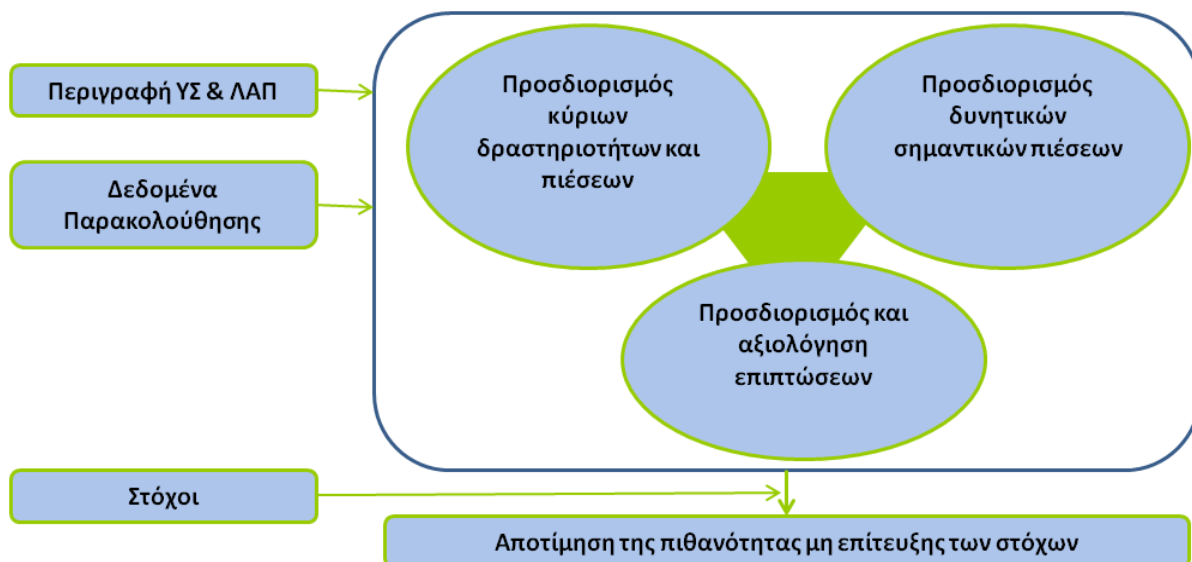 Περιγραφή ΥΣ & ΛΑΠ
Δεδομένα
Παρακολούθησης
Προσδιορισμός
κύριων
δραστηριοτήτων και
πιέσεων
Προσδιορισμός
δυνητικών
σημαντικών πιέσεων
Προσδιορισμός και
αξιολόγηση
επιπτώσεων
Στόχοι
Αποτίμηση της πιθανότητας μη επίτευξης των στόχων